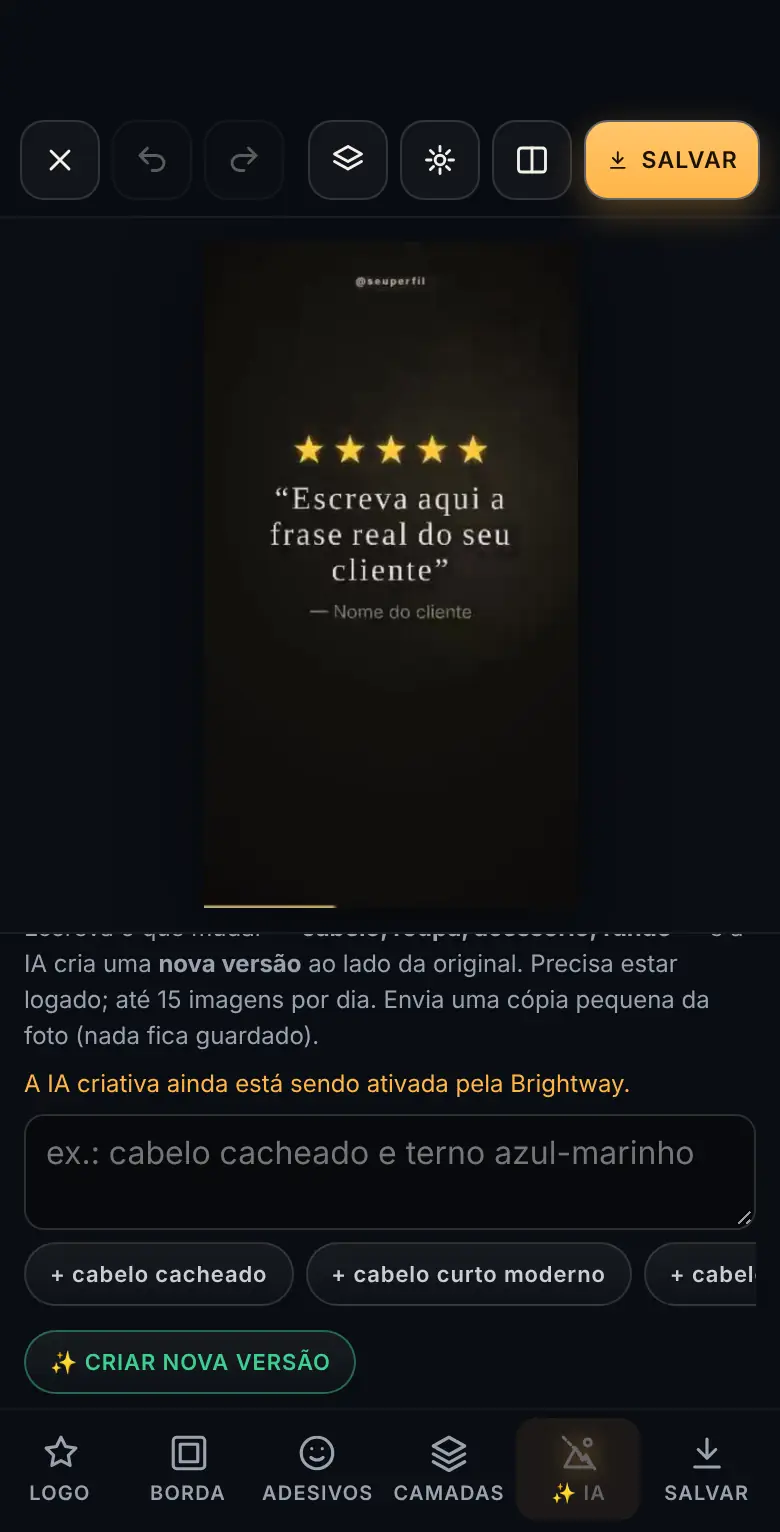 SALVAR
@seuperfil
“Escreva aqui a
frase real do seu
cliente”
— Nome do cliente
IA cria uma nova versão ao lado da original. Precisa estar
logado; até 15 imagens por dia. Envia uma cópia pequena da
foto (nada fica guardado).
A IA criativa ainda está sendo ativada pela Brightway.
ex.: cabelo cacheado e terno azul-marinho
+ cabelo cacheado + cabelo curto moderno
✨ CRIAR NOVA VERSÃO
LOGO BORDA ADESIVOS CAMADAS ✨ IA SALVAR